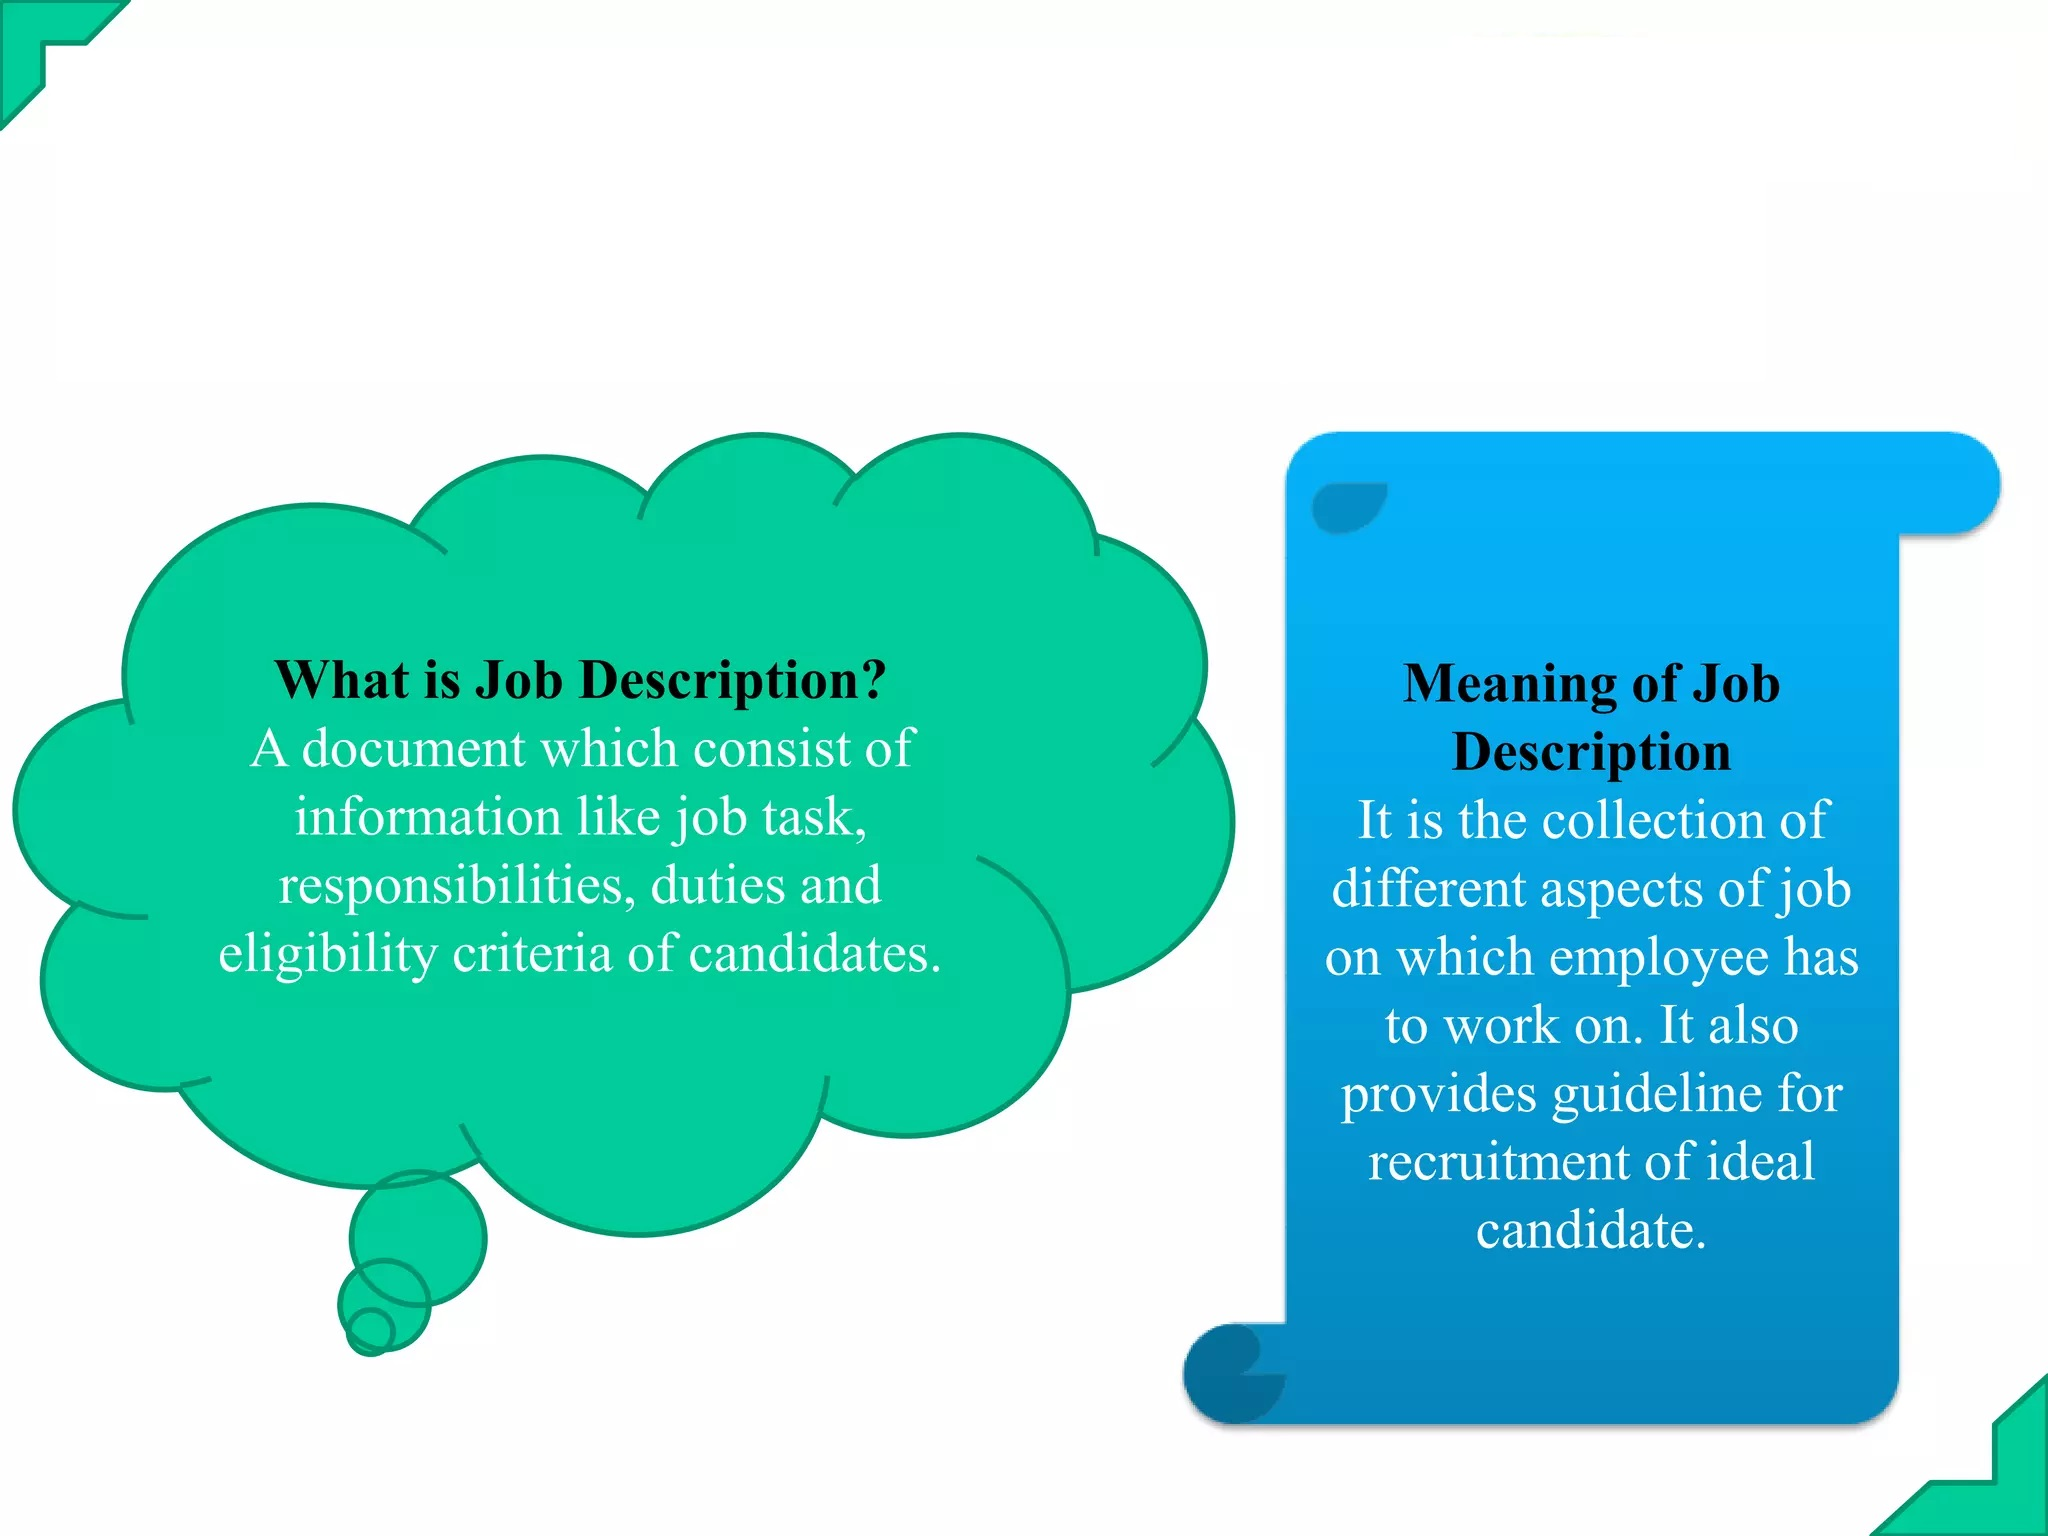 What is Job Description?
A document which consist of
information like job task,
responsibilities, duties and
eligibility criteria of candidates.
Meaning of Job
Description
It is the collection of
different aspects of job
on which employee has
to work on. It also
provides guideline for
recruitment of ideal
candidate.